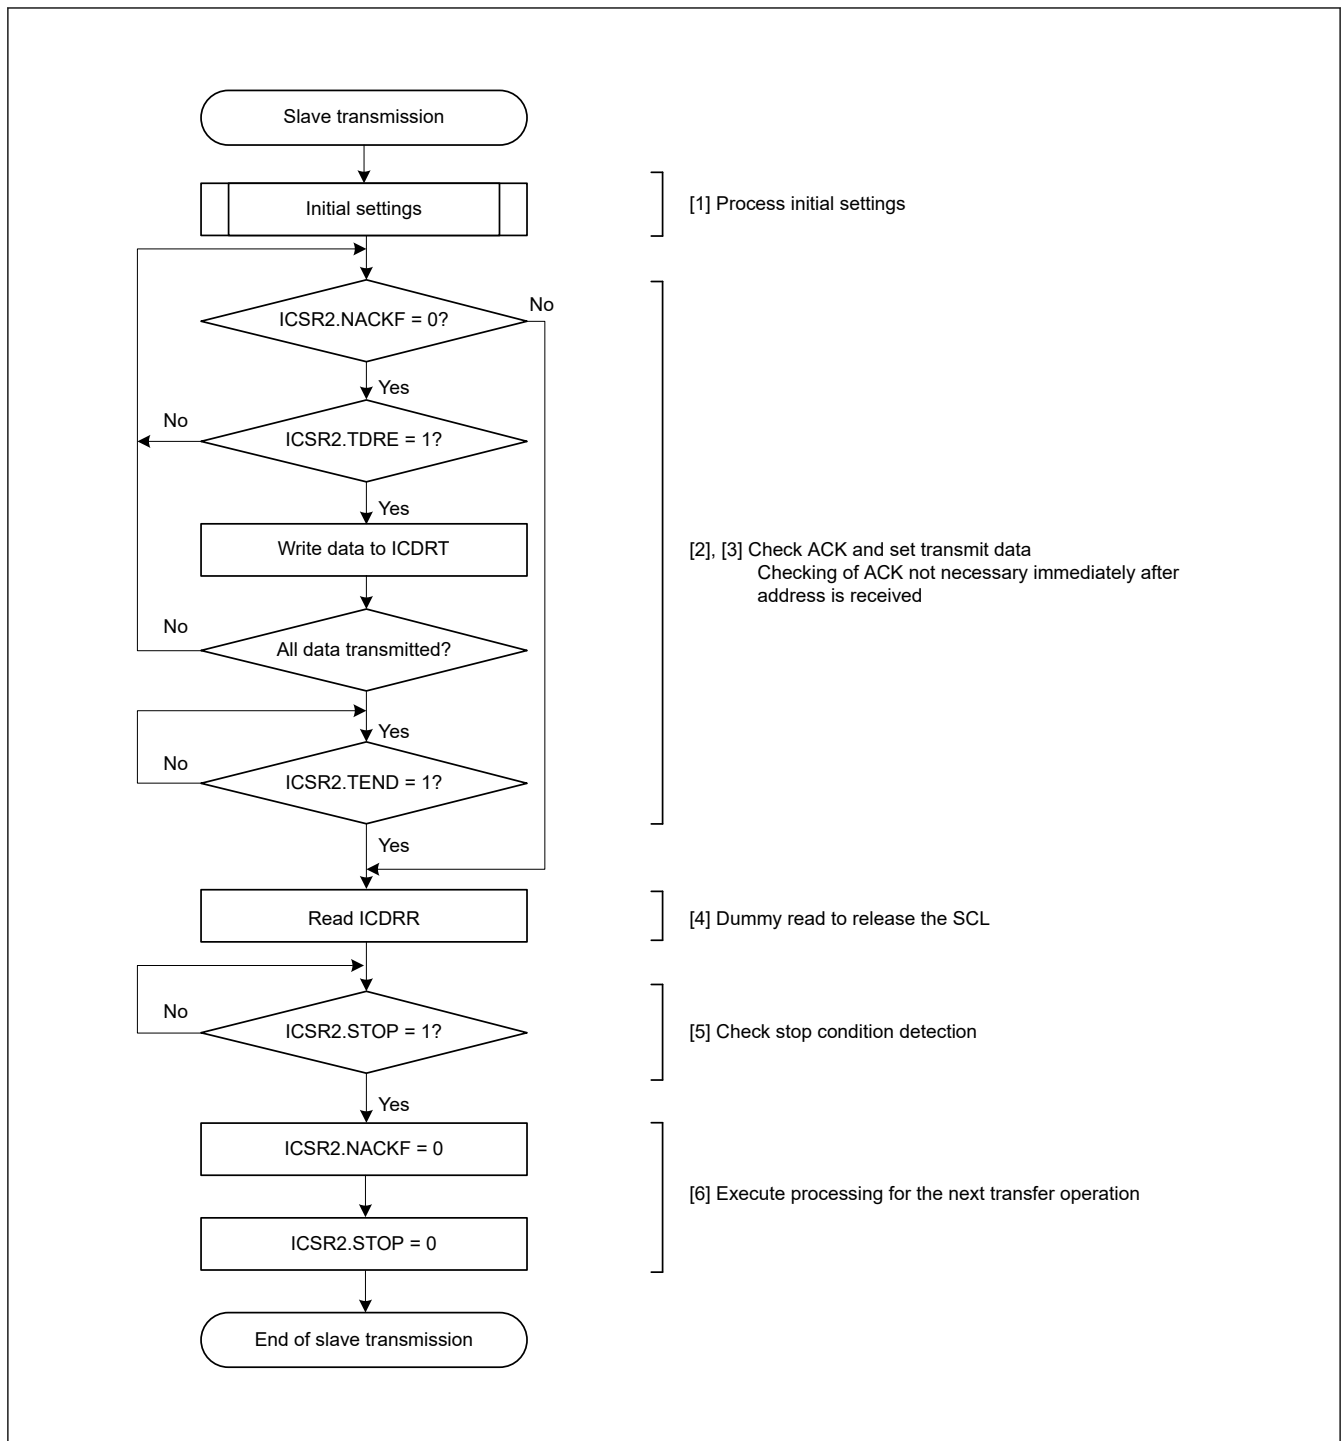 Slave transmission
Initial settings
[1] Process initial settings
ICSR2.NACKF = 0?
No
Yes
No
ICSR2.TDRE = 1?
Yes
Write data to ICDRT
[2], [3] Check ACK and set transmit data
Checking of ACK not necessary immediately after
address is received
No
All data transmitted?
Yes
No
ICSR2.TEND = 1?
Yes
Read ICDRR
[4] Dummy read to release the SCL
No
ICSR2.STOP = 1?
[5] Check stop condition detection
Yes
ICSR2.NACKF = 0
[6] Execute processing for the next transfer operation
ICSR2.STOP = 0
End of slave transmission